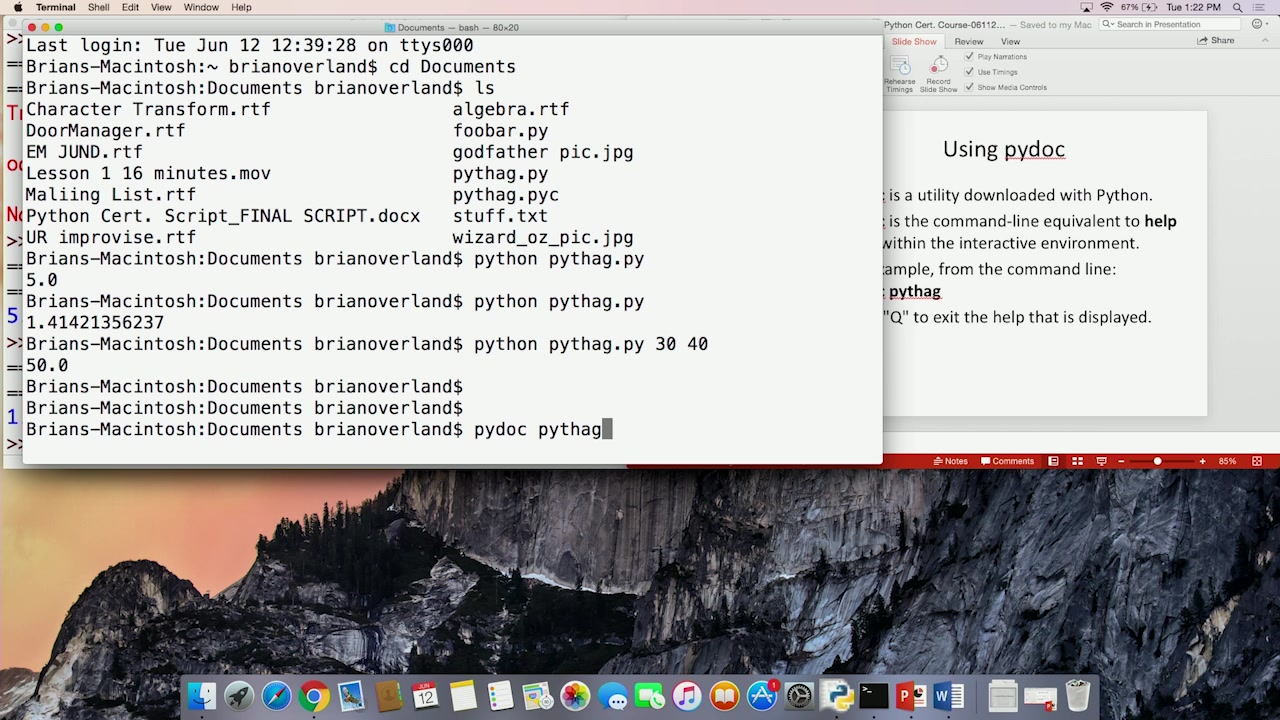 Terminal Shell Edit View Window Help
67% Tue 1:22 PM
Documents — bash — 80×20
Last login: Tue Jun 12 12:39:28 on ttys000
Brians-Macintosh:~ brianoverland$ cd Documents
Brians-Macintosh:Documents brianoverland$ ls
Character Transform.rtf algebra.rtf
DoorManager.rtf foobar.py
EM JUND.rtf godfather pic.jpg
Lesson 1 16 minutes.mov pythag.py
Maliing List.rtf pythag.pyc
Python Cert. Script_FINAL SCRIPT.docx stuff.txt
UR improvise.rtf wizard_oz_pic.jpg
Brians-Macintosh:Documents brianoverland$ python pythag.py
5.0
Brians-Macintosh:Documents brianoverland$ python pythag.py
1.41421356237
Brians-Macintosh:Documents brianoverland$ python pythag.py 30 40
50.0
Brians-Macintosh:Documents brianoverland$
Brians-Macintosh:Documents brianoverland$
Brians-Macintosh:Documents brianoverland$ pydoc pythag
>>
==
==
>>
==
==
5
>>
==
==
1
>>
Python Cert. Course-06112... — Saved to my Mac
Search in Presentation
Slide Show Review View
Share
Rehearse Timings
Record Slide Show
Play Narrations
Use Timings
Show Media Controls
Using pydoc
is a utility downloaded with Python.
is the command-line equivalent to help
within the interactive environment.
example, from the command line:
pythag
"Q" to exit the help that is displayed.
Notes Comments 85%
JUN
12
1